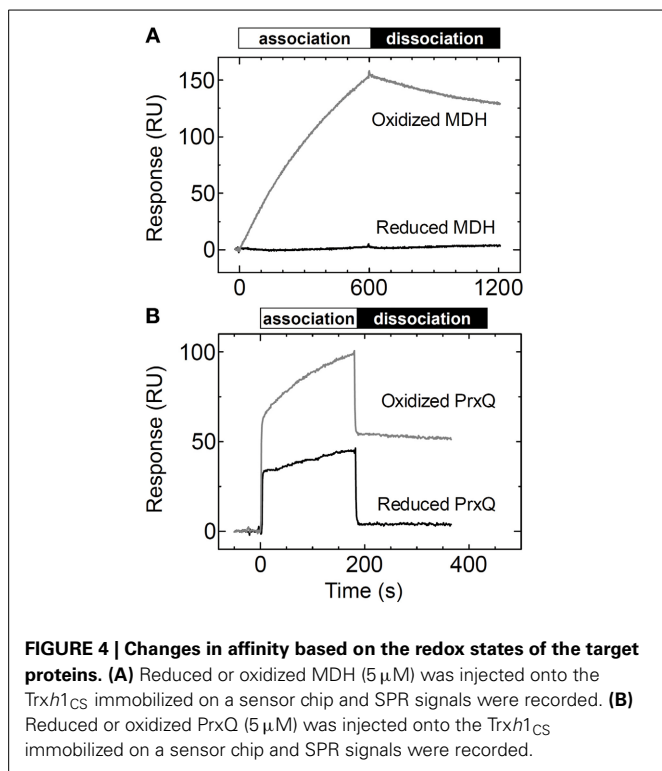 A
association dissociation
150
100
50
0
Response (RU)
Oxidized MDH
Reduced MDH
0 600 1200
B
association dissociation
100
50
0
Response (RU)
Oxidized PrxQ
Reduced PrxQ
0 200 400
Time (s)
FIGURE 4 | Changes in affinity based on the redox states of the target
proteins. (A) Reduced or oxidized MDH (5 μM) was injected onto the
Trxh1CS immobilized on a sensor chip and SPR signals were recorded. (B)
Reduced or oxidized PrxQ (5 μM) was injected onto the Trxh1CS
immobilized on a sensor chip and SPR signals were recorded.